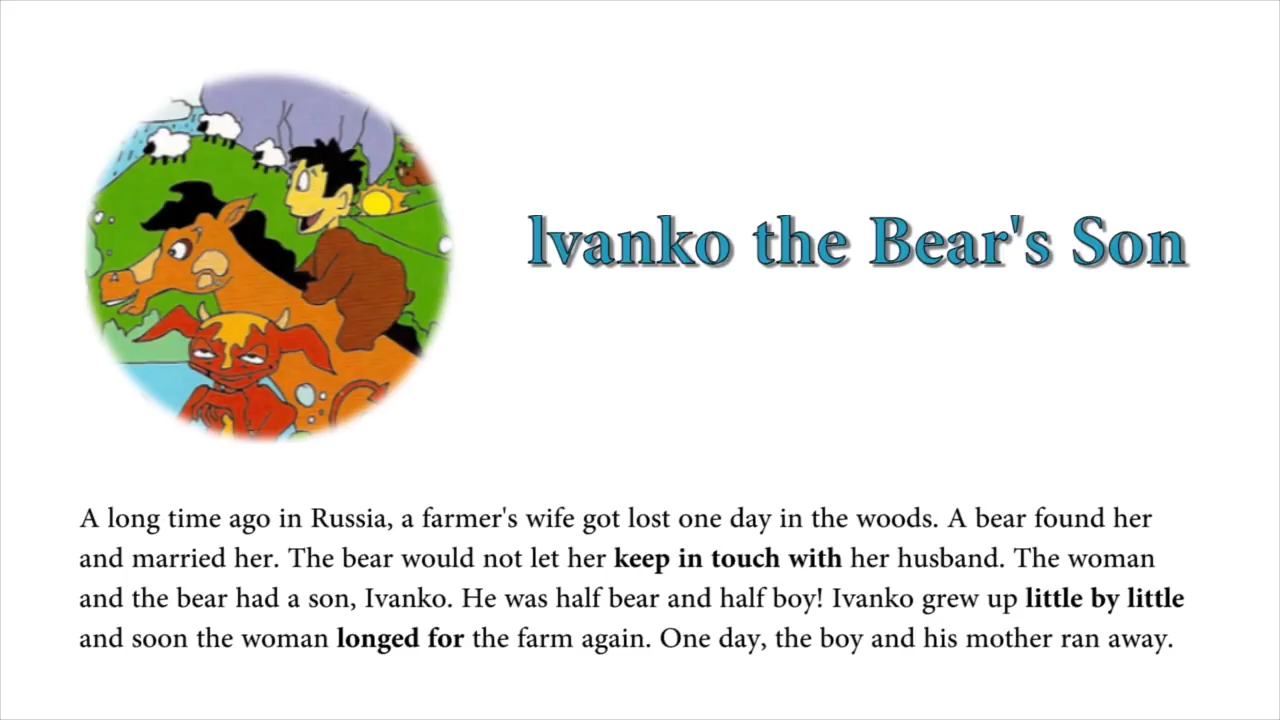 Ivanko the Bear's Son
A long time ago in Russia, a farmer's wife got lost one day in the woods. A bear found her
and married her. The bear would not let her keep in touch with her husband. The woman
and the bear had a son, Ivanko. He was half bear and half boy! Ivanko grew up little by little
and soon the woman longed for the farm again. One day, the boy and his mother ran away.